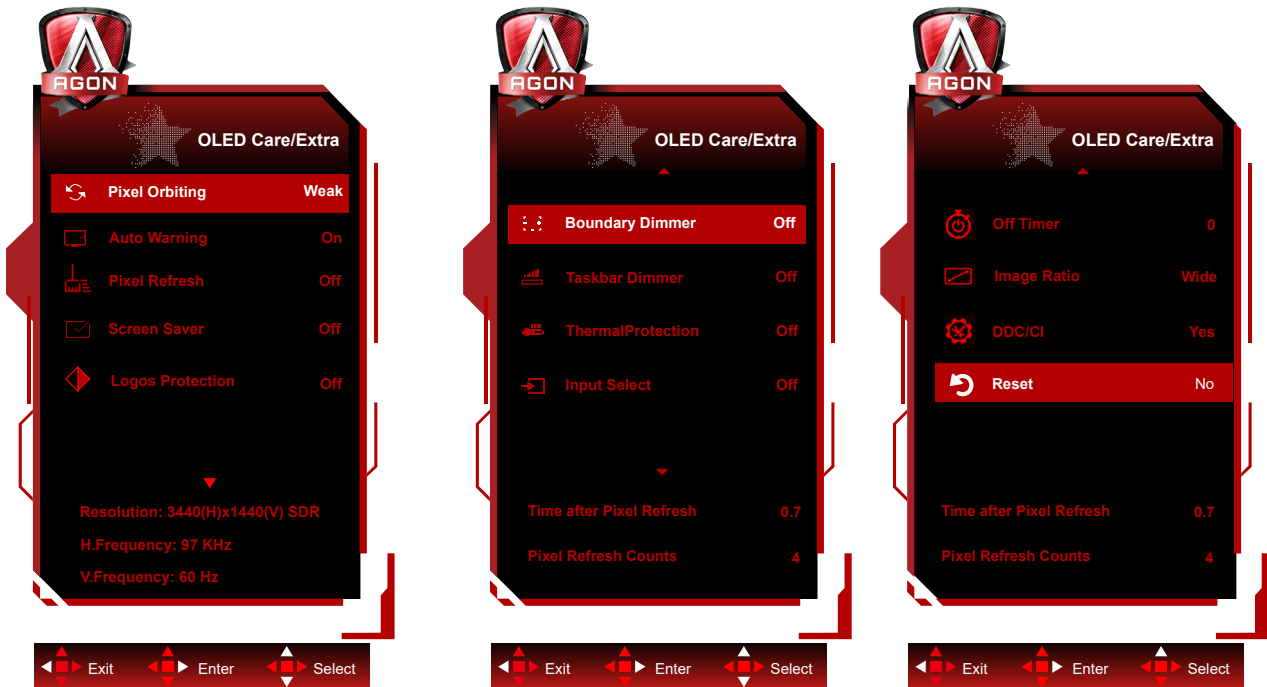 AGON
OLED Care/Extra
Pixel Orbiting Weak
Auto Warning On
Pixel Refresh Off
Screen Saver Off
Logos Protection Off
Resolution: 3440(H)x1440(V) SDR
H.Frequency: 97 KHz
V.Frequency: 60 Hz
Exit Enter Select
AGON
OLED Care/Extra
Boundary Dimmer Off
Taskbar Dimmer Off
ThermalProtection Off
Input Select Off
Time after Pixel Refresh 0.7
Pixel Refresh Counts 4
Exit Enter Select
AGON
OLED Care/Extra
Off Timer 0
Image Ratio Wide
DDC/CI Yes
Reset No
Time after Pixel Refresh 0.7
Pixel Refresh Counts 4
Exit Enter Select